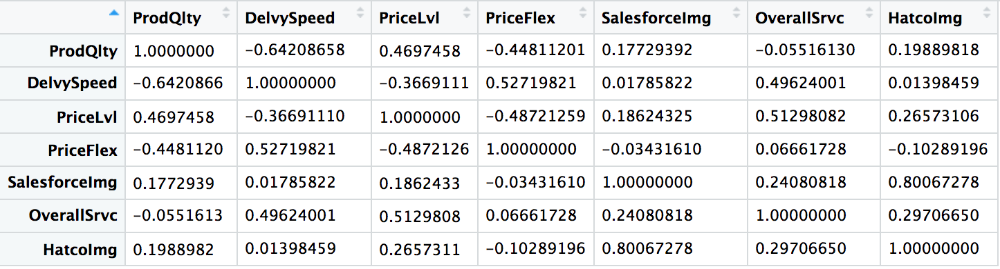 ProdQlty DelvySpeed PriceLvl PriceFlex SalesforceImg OverallSrvc HatcoImg
ProdQlty 1.0000000 −0.64208658 0.4697458 −0.44811201 0.17729392 −0.05516130 0.19889818
DelvySpeed −0.6420866 1.00000000 −0.3669111 0.52719821 0.01785822 0.49624001 0.01398459
PriceLvl 0.4697458 −0.36691110 1.0000000 −0.48721259 0.18624325 0.51298082 0.26573106
PriceFlex −0.4481120 0.52719821 −0.4872126 1.00000000 −0.03431610 0.06661728 −0.10289196
SalesforceImg 0.1772939 0.01785822 0.1862433 −0.03431610 1.00000000 0.24080818 0.80067278
OverallSrvc −0.0551613 0.49624001 0.5129808 0.06661728 0.24080818 1.00000000 0.29706650
HatcoImg 0.1988982 0.01398459 0.2657311 −0.10289196 0.80067278 0.29706650 1.00000000